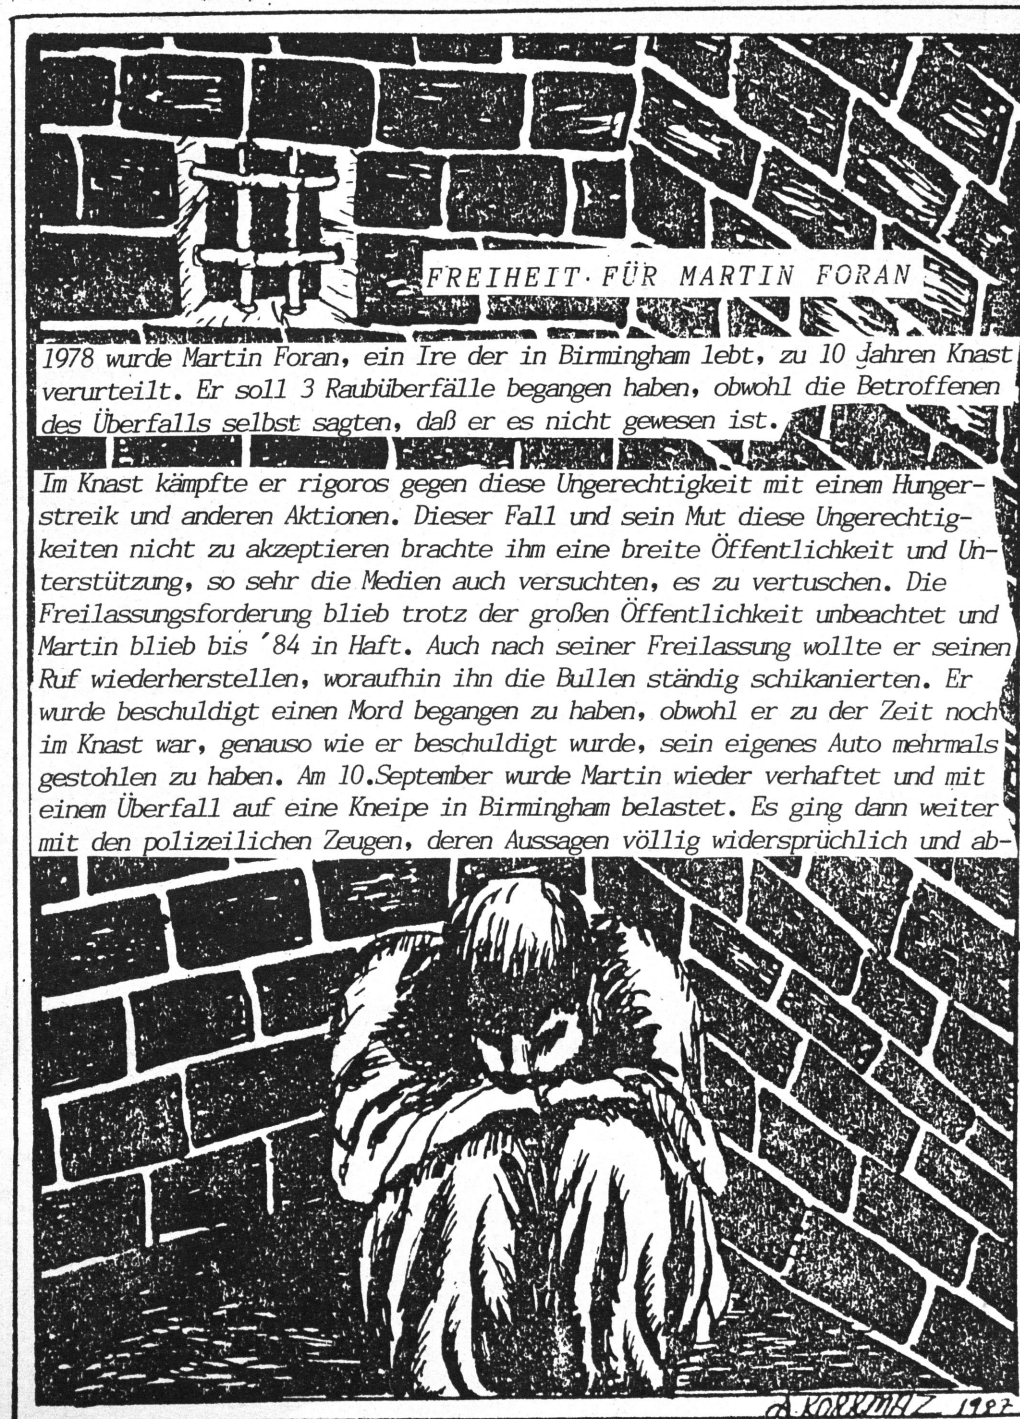 FREIHEIT·FÜR MARTIN FORAN
1978 wurde Martin Foran, ein Ire der in Birmingham lebt, zu 10 Jahren Knast
verurteilt. Er soll 3 Raubüberfälle begangen haben, obwohl die Betroffenen
des Überfalls selbst sagten, daß er es nicht gewesen ist.
Im Knast kämpfte er rigoros gegen diese Ungerechtigkeit mit einem Hunger-
streik und anderen Aktionen. Dieser Fall und sein Mut diese Ungerechtig-
keiten nicht zu akzeptieren brachte ihm eine breite Öffentlichkeit und Un-
terstützung, so sehr die Medien auch versuchten, es zu vertuschen. Die
Freilassungsforderung blieb trotz der großen Öffentlichkeit unbeachtet und
Martin blieb bis ´84 in Haft. Auch nach seiner Freilassung wollte er seinen
Ruf wiederherstellen, woraufhin ihn die Bullen ständig schikanierten. Er
wurde beschuldigt einen Mord begangen zu haben, obwohl er zu der Zeit noch
im Knast war, genauso wie er beschuldigt wurde, sein eigenes Auto mehrmals
gestohlen zu haben. Am 10.September wurde Martin wieder verhaftet und mit
einem Überfall auf eine Kneipe in Birmingham belastet. Es ging dann weiter
mit den polizeilichen Zeugen, deren Aussagen völlig widersprüchlich und ab-
A. KORKMAZ 1987